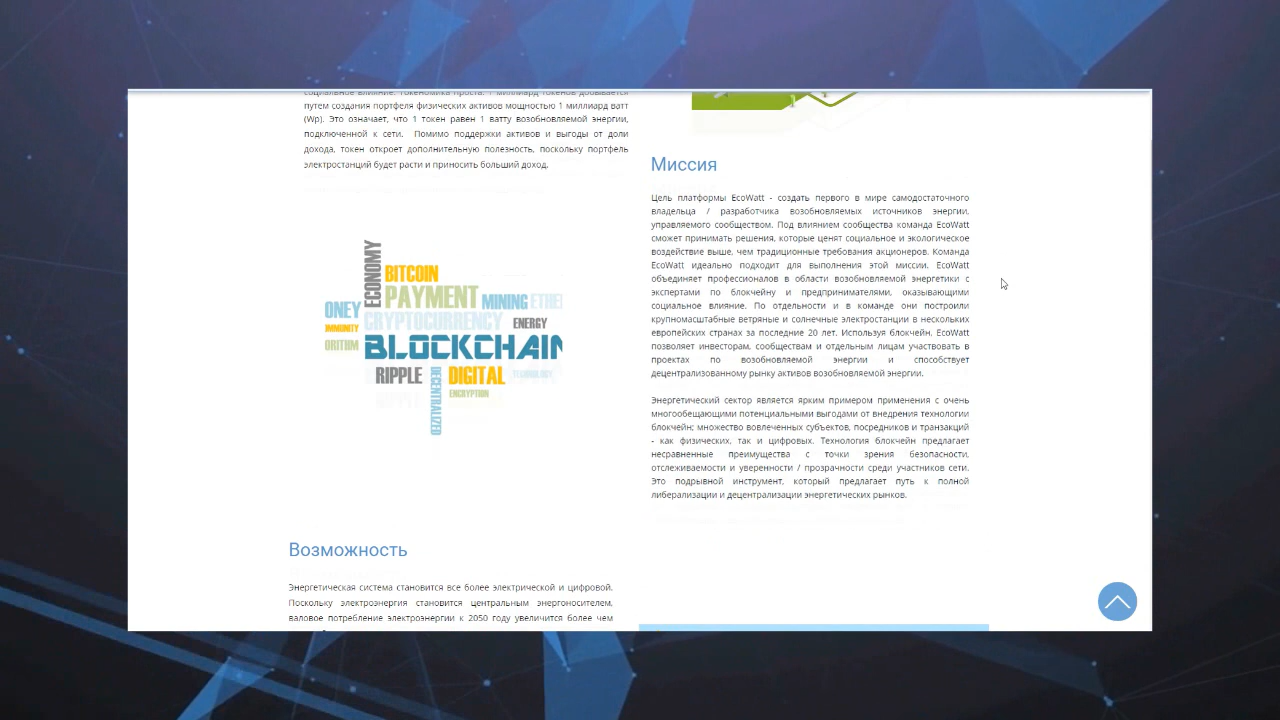 социальное влияние. Токеномика проста: 1 миллиард токенов добывается
путем создания портфеля физических активов мощностью 1 миллиард ватт
(Wp). Это означает, что 1 токен равен 1 ватту возобновляемой энергии,
подключенной к сети. Помимо поддержки активов и выгоды от доли
дохода, токен откроет дополнительную полезность, поскольку портфель
электростанций будет расти и приносить больший доход.
ECONOMY
BITCOIN
PAYMENT
MINING
ONEY
CRYPTOCURRENCY
ENERGY
IMMUNITY
ORITHM
BLOCKCHAIN
RIPPLE
DECENTRALIZED
DIGITAL
TECHNOLOGY
ENCRYPTION
Миссия
Цель платформы EcoWatt - создать первого в мире самодостаточного
владельца / разработчика возобновляемых источников энергии,
управляемого сообществом. Под влиянием сообщества команда EcoWatt
сможет принимать решения, которые ценят социальное и экологическое
воздействие выше, чем традиционные требования акционеров. Команда
EcoWatt идеально подходит для выполнения этой миссии. EcoWatt
объединяет профессионалов в области возобновляемой энергетики с
экспертами по блокчейну и предпринимателями, оказывающими
социальное влияние. По отдельности и в команде они построили
крупномасштабные ветряные и солнечные электростанции в нескольких
европейских странах за последние 20 лет. Используя блокчейн, EcoWatt
позволяет инвесторам, сообществам и отдельным лицам участвовать в
проектах по возобновляемой энергии и способствует
децентрализованному рынку активов возобновляемой энергии.
Энергетический сектор является ярким примером применения с очень
многообещающими потенциальными выгодами от внедрения технологии
блокчейн; множество вовлеченных субъектов, посредников и транзакций
- как физических, так и цифровых. Технология блокчейн предлагает
несравненные преимущества с точки зрения безопасности,
отслеживаемости и уверенности / прозрачности среди участников сети.
Это подрывной инструмент, который предлагает путь к полной
либерализации и децентрализации энергетических рынков.
Возможность
Энергетическая система становится все более электрической и цифровой.
Поскольку электроэнергия становится центральным энергоносителем,
валовое потребление электроэнергии к 2050 году увеличится более чем